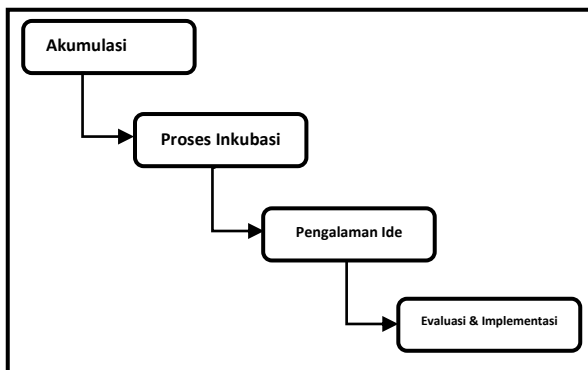 Akumulasi
Proses Inkubasi
Pengalaman Ide
Evaluasi & Implementasi